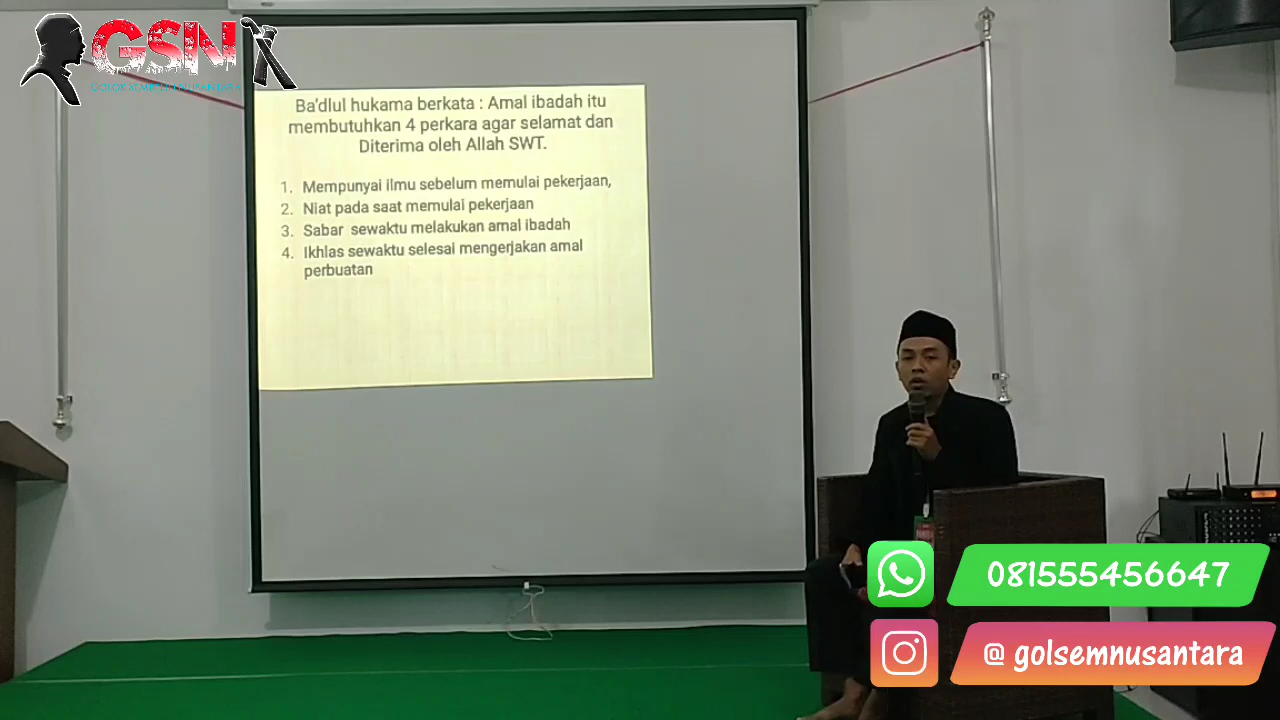 GSN
Ba'dlul hukama berkata : Amal ibadah itu
membutuhkan 4 perkara agar selamat dan
Diterima oleh Allah SWT.
1. Mempunyai ilmu sebelum memulai pekerjaan,
2. Niat pada saat memulai pekerjaan
3. Sabar sewaktu melakukan amal ibadah
4. Ikhlas sewaktu selesai mengerjakan amal
perbuatan
081555456647
@ golsemnusantara